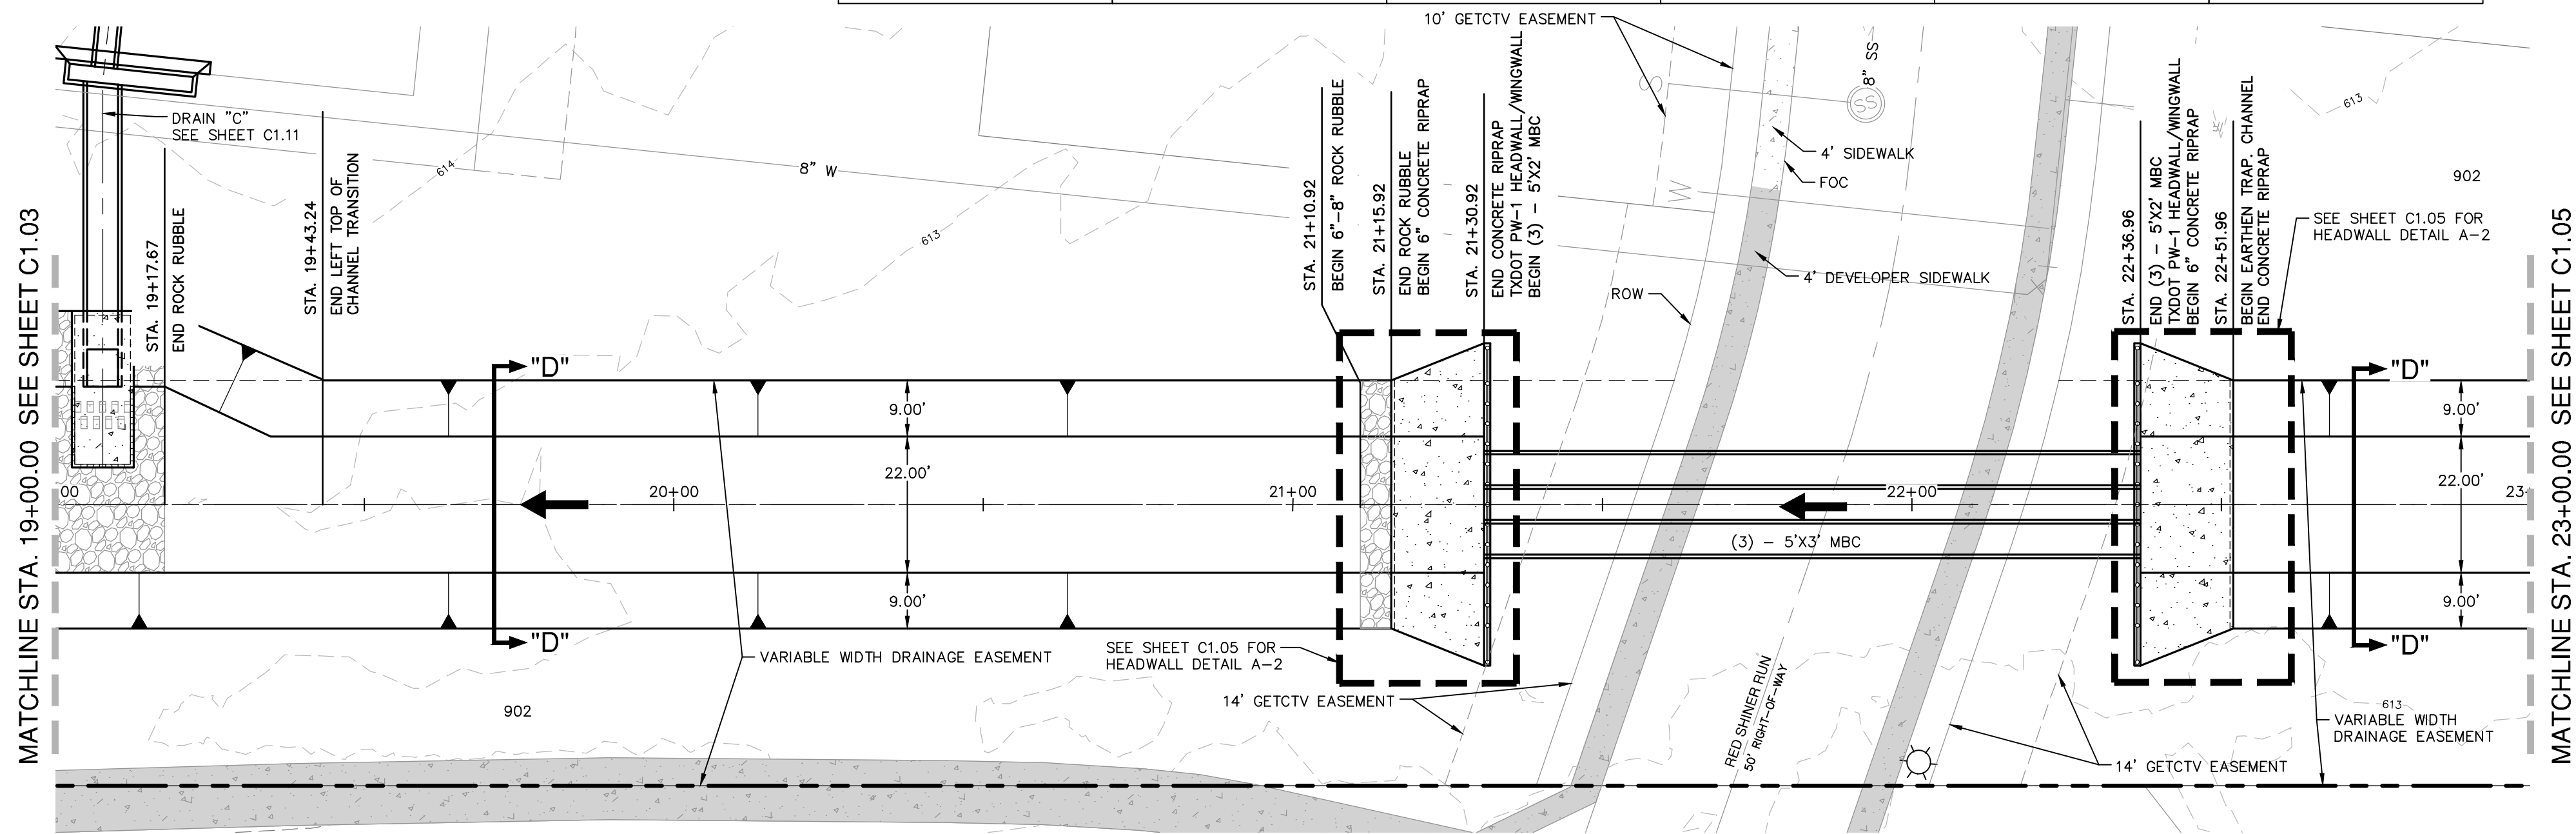 10' GETCTV EASEMENT
8" SS
SS
S
W
DRAIN "C"
SEE SHEET C1.11
614
8" W
613
613
902
4' SIDEWALK
FOC
4' DEVELOPER SIDEWALK
ROW
STA. 19+17.67
END ROCK RUBBLE
STA. 19+43.24
END LEFT TOP OF
CHANNEL TRANSITION
STA. 21+10.92
BEGIN 6"-8" ROCK RUBBLE
STA. 21+15.92
END ROCK RUBBLE
BEGIN 6" CONCRETE RIPRAP
STA. 21+30.92
END CONCRETE RIPRAP
TXDOT PW-1 HEADWALL/WINGWALL
BEGIN (3) - 5'X2' MBC
STA. 22+36.96
END (3) - 5'X2' MBC
TXDOT PW-1 HEADWALL/WINGWALL
BEGIN 6" CONCRETE RIPRAP
STA. 22+51.96
BEGIN EARTHEN TRAP. CHANNEL
END CONCRETE RIPRAP
SEE SHEET C1.05 FOR
HEADWALL DETAIL A-2
MATCHLINE STA. 19+00.00 SEE SHEET C1.03
MATCHLINE STA. 23+00.00 SEE SHEET C1.05
"D"
"D"
9.00'
9.00'
22.00'
22.00'
00
20+00
21+00
22+00
23+
(3) - 5'X3' MBC
9.00'
9.00'
"D"
"D"
VARIABLE WIDTH DRAINAGE EASEMENT
SEE SHEET C1.05 FOR
HEADWALL DETAIL A-2
14' GETCTV EASEMENT
RED SHINER RUN
50' RIGHT-OF-WAY
902
613
VARIABLE WIDTH
DRAINAGE EASEMENT
14' GETCTV EASEMENT